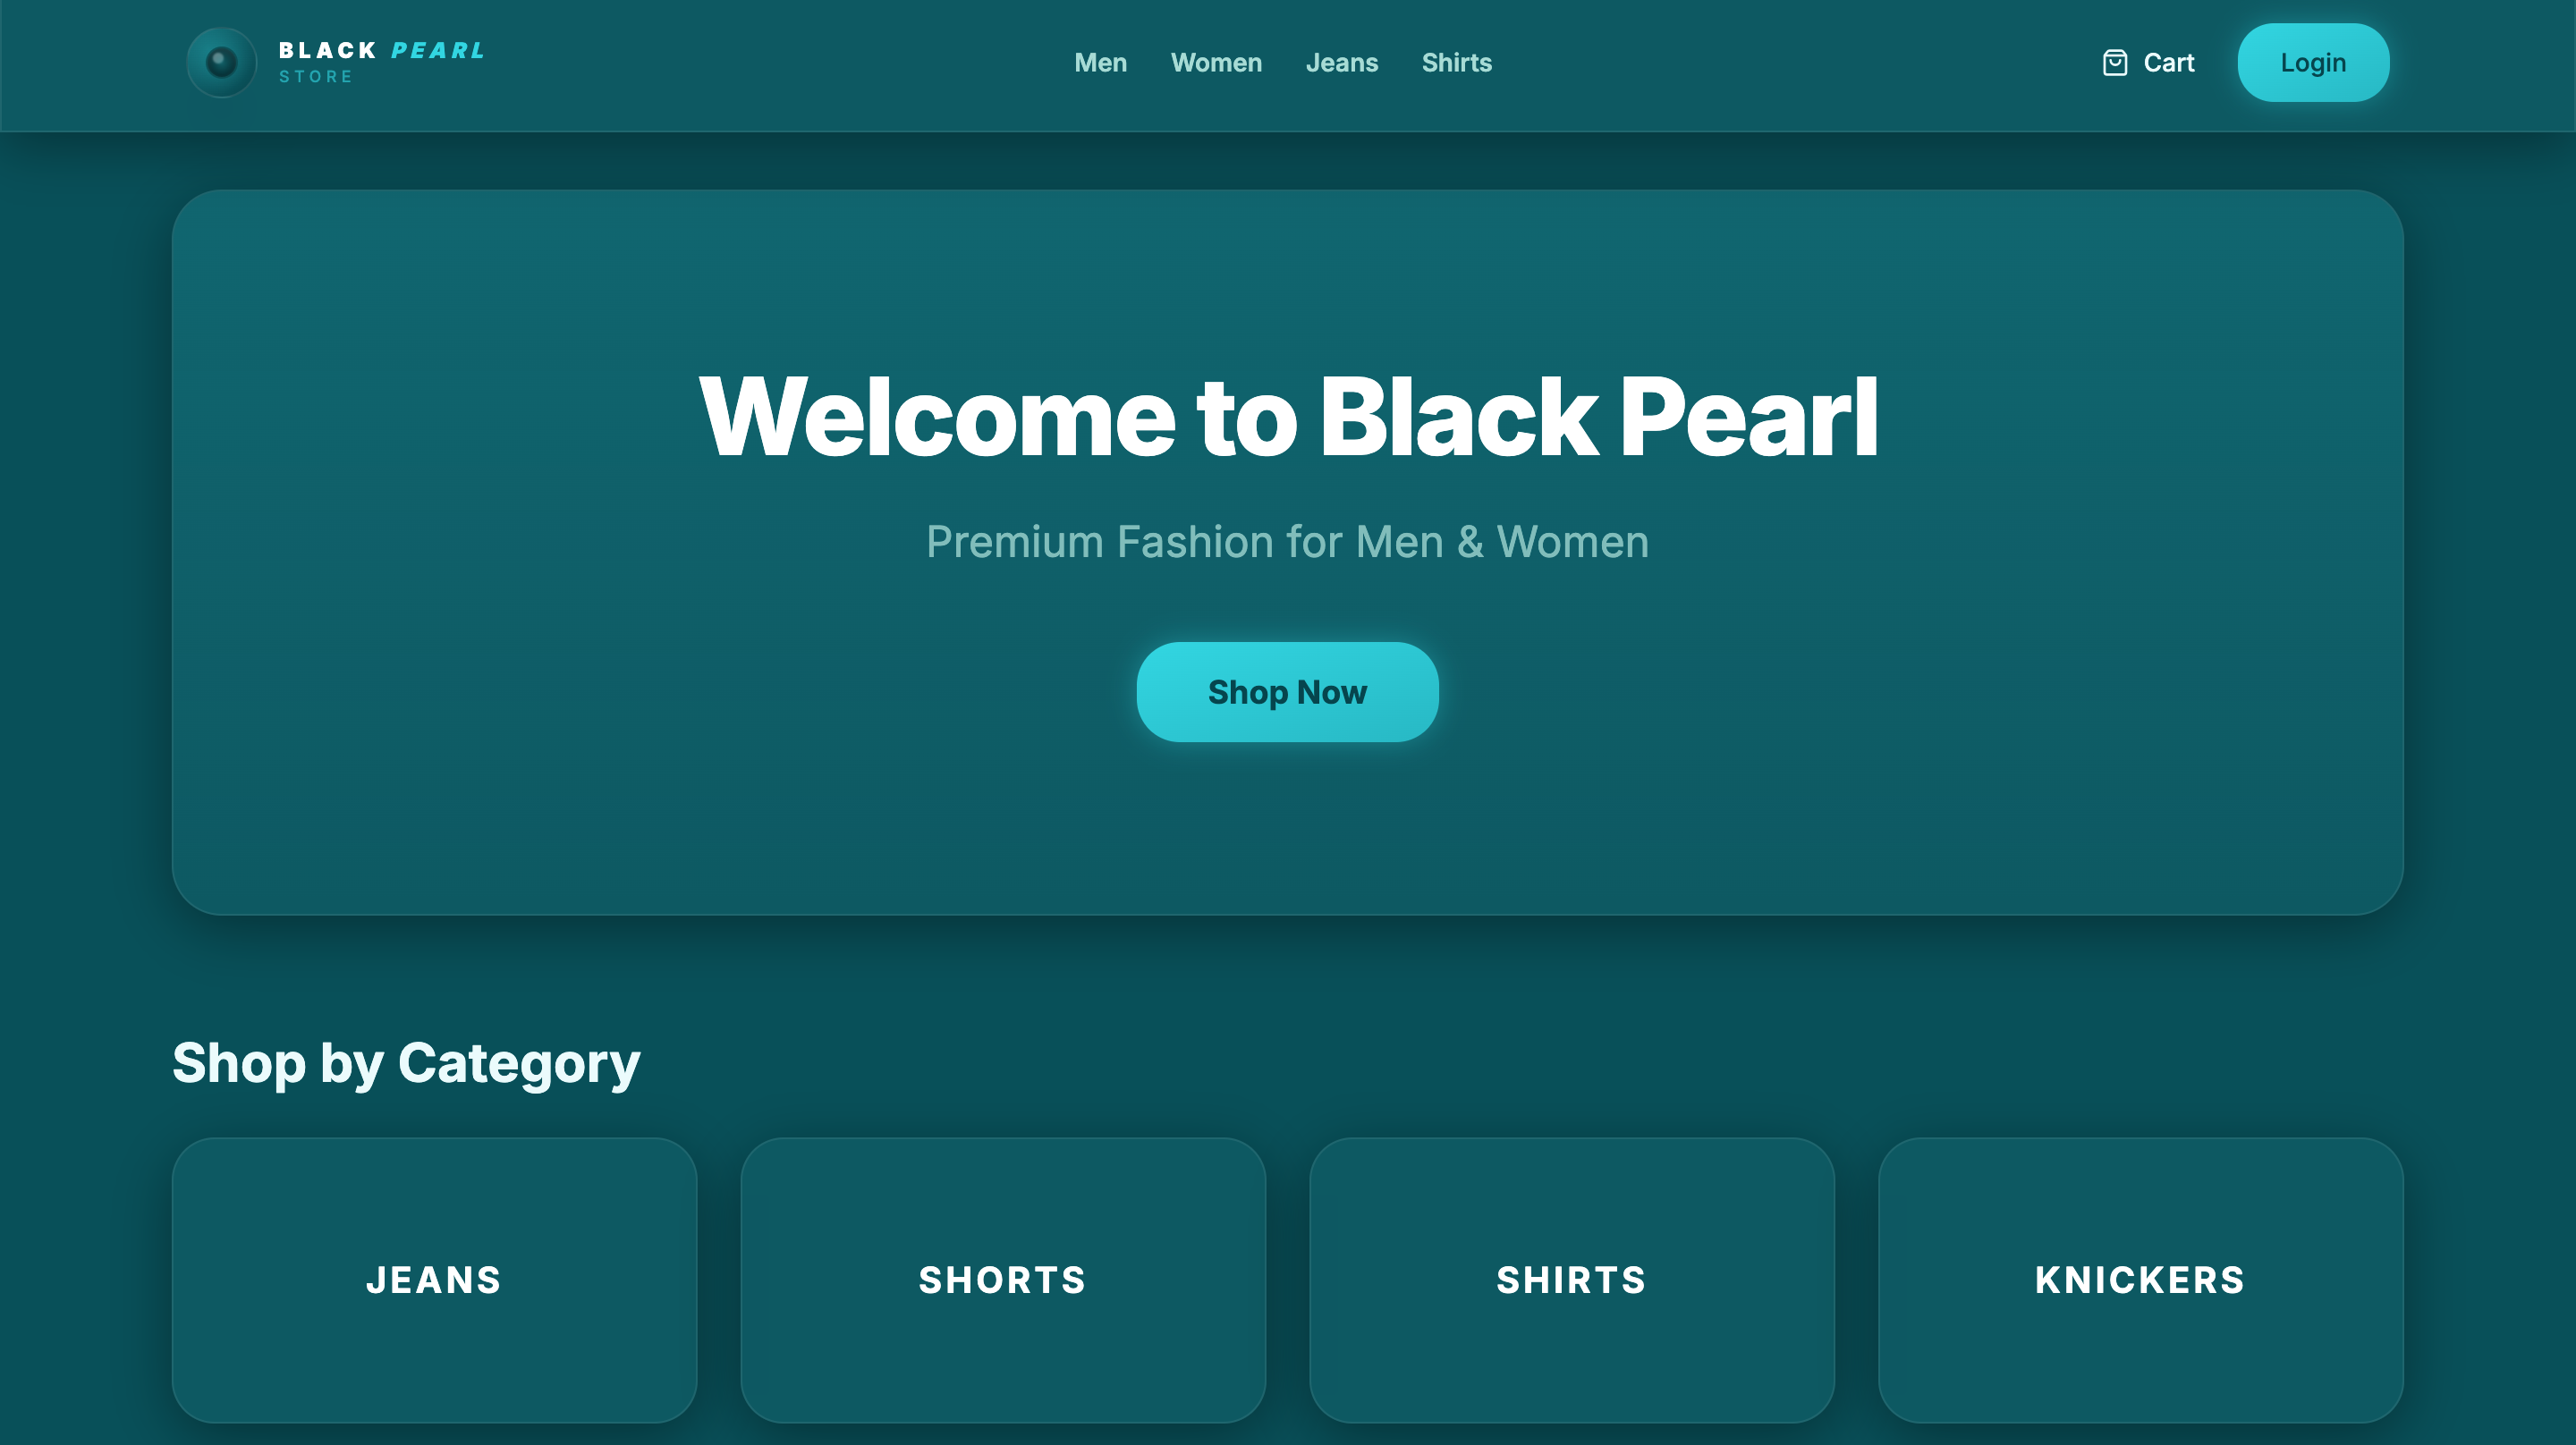 BLACK PEARL
STORE
Men Women Jeans Shirts
Cart
Login
Welcome to Black Pearl
Premium Fashion for Men & Women
Shop Now
Shop by Category
JEANS
SHORTS
SHIRTS
KNICKERS